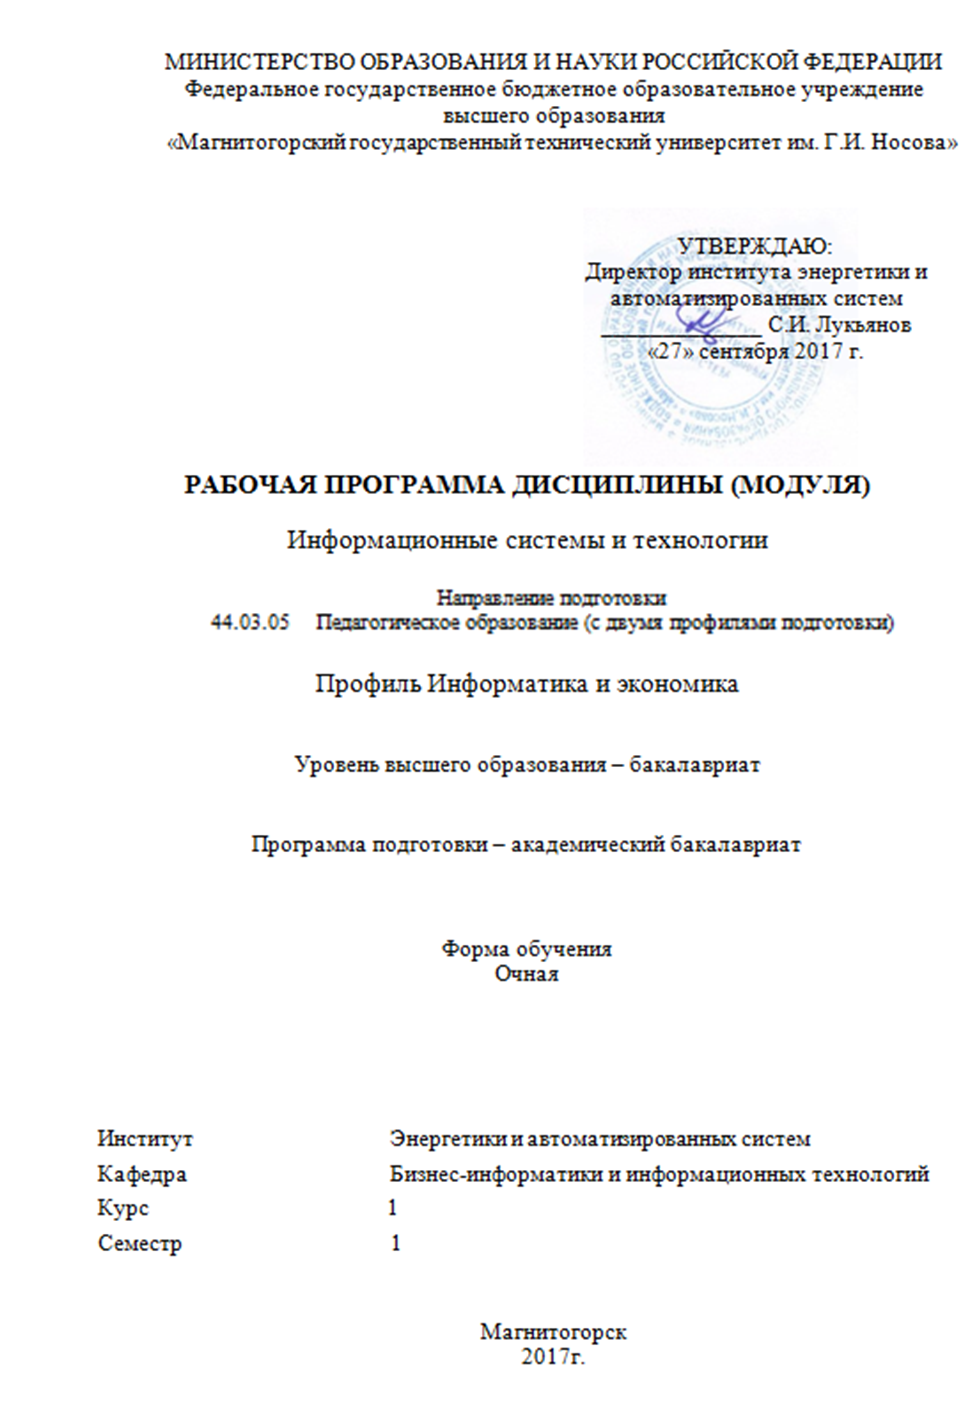 МИНИСТЕРСТВО ОБРАЗОВАНИЯ И НАУКИ РОССИЙСКОЙ ФЕДЕРАЦИИ
Федеральное государственное бюджетное образовательное учреждение
высшего образования
«Магнитогорский государственный технический университет им. Г.И. Носова»
УТВЕРЖДАЮ:
Директор института энергетики и
автоматизированных систем
______________ С.И. Лукьянов
«27» сентября 2017 г.
РАБОЧАЯ ПРОГРАММА ДИСЦИПЛИНЫ (МОДУЛЯ)
Информационные системы и технологии
Направление подготовки
44.03.05 Педагогическое образование (с двумя профилями подготовки)
Профиль Информатика и экономика
Уровень высшего образования – бакалавриат
Программа подготовки – академический бакалавриат
Форма обучения
Очная
Институт Энергетики и автоматизированных систем
Кафедра Бизнес-информатики и информационных технологий
Курс 1
Семестр 1
Магнитогорск
2017г.